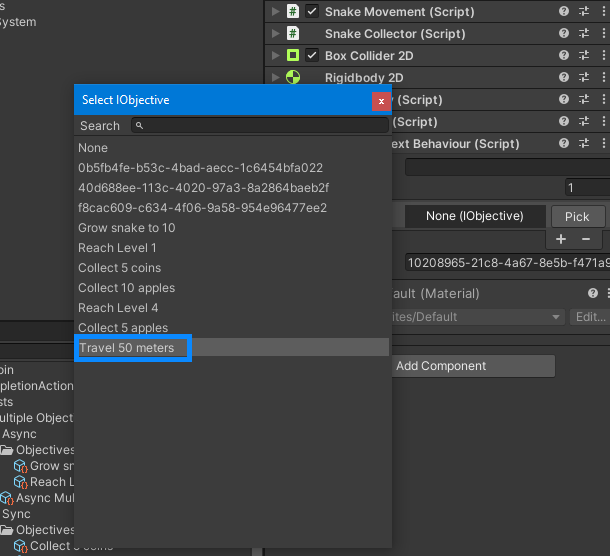 s
System
Snake Movement (Script)
Snake Collector (Script)
Box Collider 2D
Rigidbody 2D
Select IObjective
x
y (Script)
(Script)
Search
ext Behaviour (Script)
None
0b5fb4fe-b53c-4bad-aecc-1c6454bfa022
40d688ee-113c-4020-97a3-8a2864baeb2f
1
f8cac609-c634-4f06-9a58-954e96477ee2
None (IObjective)
Pick
Grow snake to 10
Reach Level 1
+ −
Collect 5 coins
10208965-21c8-4a67-8e5b-f471a9
Collect 10 apples
ault (Material)
Reach Level 4
ites/Default
Edit...
Collect 5 apples
Travel 50 meters
Add Component
oin
pletionAction
sts
ultiple Object
Async
Objectives
Grow sn
Reach L
Async Mul
Sync
Objectives
Collect 5 coins